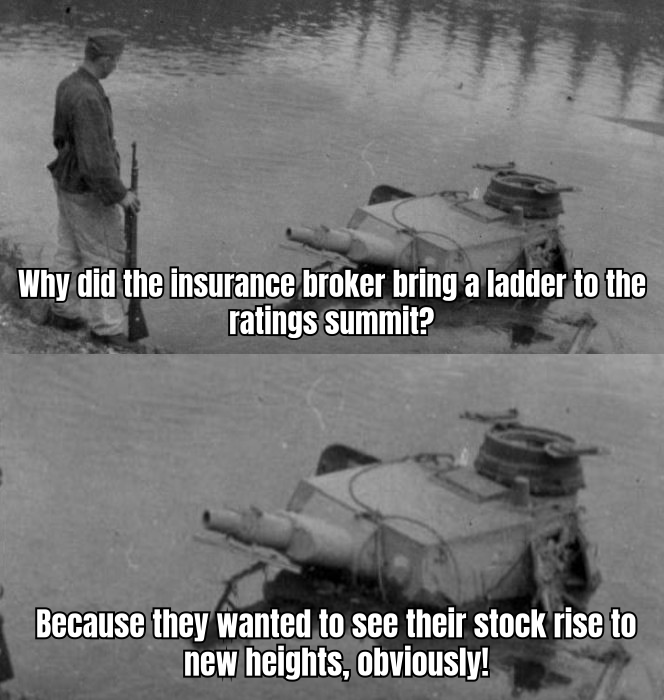 Why did the insurance broker bring a ladder to the
ratings summit?
Because they wanted to see their stock rise to
new heights, obviously!